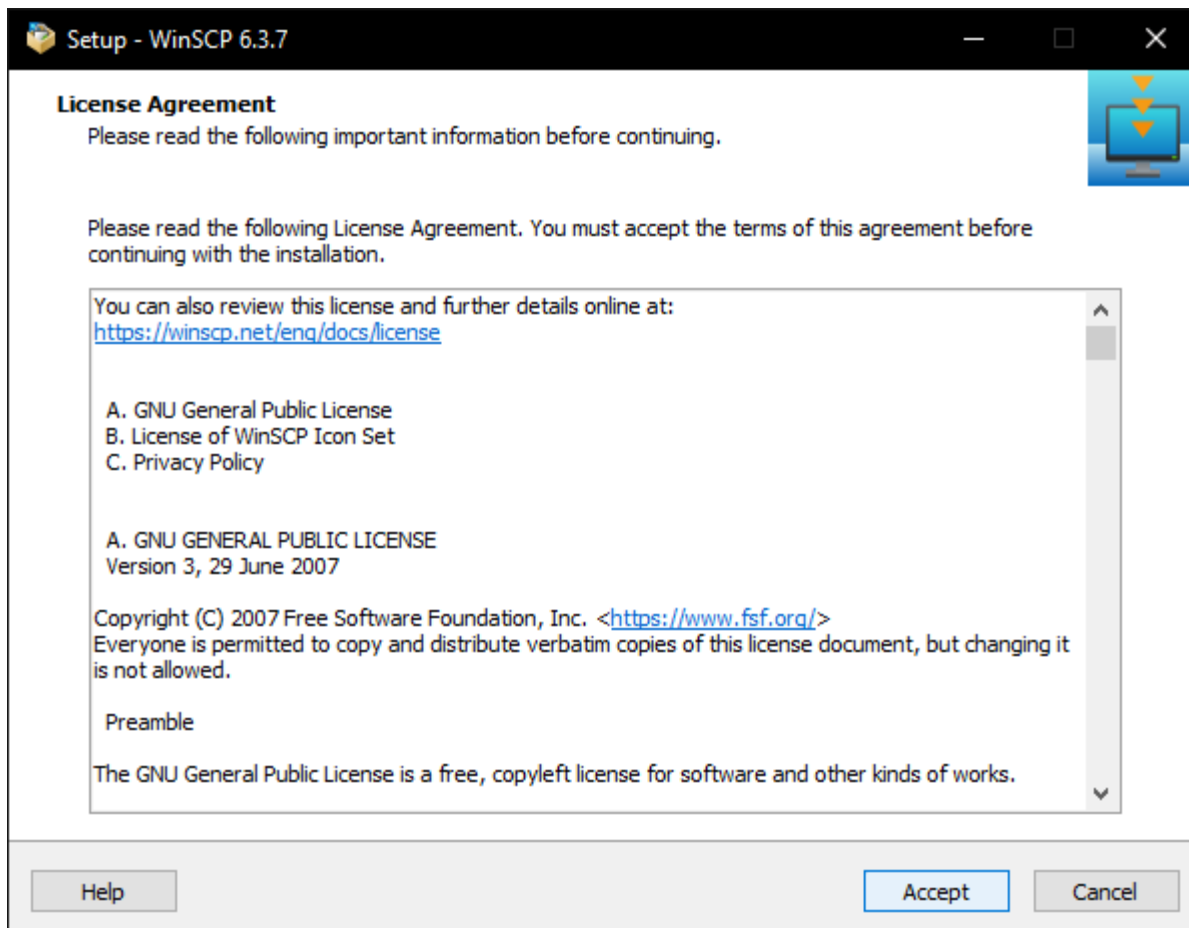 Setup - WinSCP 6.3.7
License Agreement
Please read the following important information before continuing.
Please read the following License Agreement. You must accept the terms of this agreement before
continuing with the installation.
You can also review this license and further details online at:
https://winscp.net/eng/docs/license
A. GNU General Public License
B. License of WinSCP Icon Set
C. Privacy Policy
A. GNU GENERAL PUBLIC LICENSE
Version 3, 29 June 2007
Copyright (C) 2007 Free Software Foundation, Inc. <https://www.fsf.org/>
Everyone is permitted to copy and distribute verbatim copies of this license document, but changing it
is not allowed.
Preamble
The GNU General Public License is a free, copyleft license for software and other kinds of works.
Help
Accept
Cancel